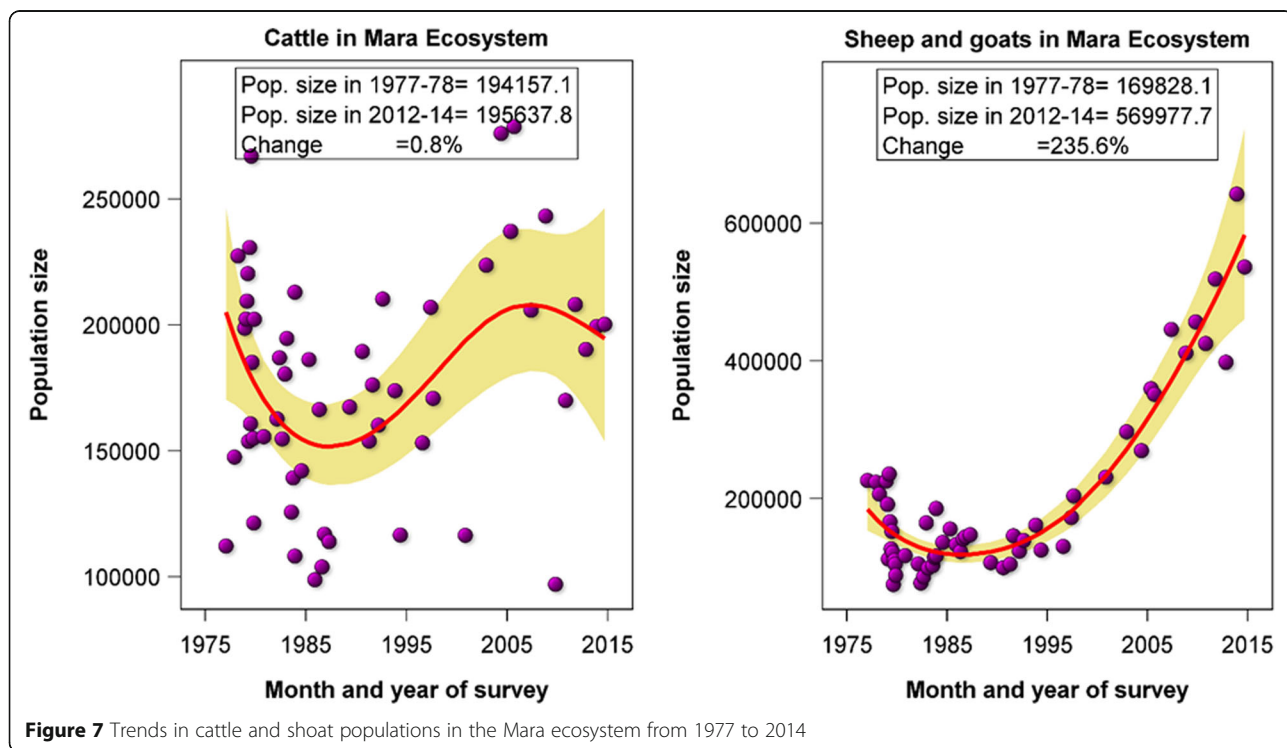 Cattle in Mara Ecosystem
Pop. size in 1977-78= 194157.1
Pop. size in 2012-14= 195637.8
Change =0.8%
Population size
250000
200000
150000
100000
1975 1985 1995 2005 2015
Month and year of survey
Sheep and goats in Mara Ecosystem
Pop. size in 1977-78= 169828.1
Pop. size in 2012-14= 569977.7
Change =235.6%
Population size
600000
400000
200000
1975 1985 1995 2005 2015
Month and year of survey
Figure 7 Trends in cattle and shoat populations in the Mara ecosystem from 1977 to 2014